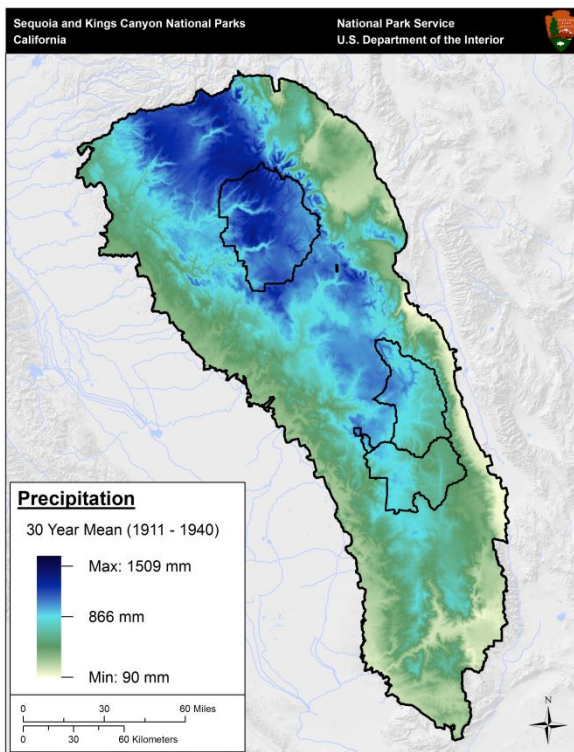 Sequoia and Kings Canyon National Parks
California
National Park Service
U.S. Department of the Interior
Precipitation
30 Year Mean (1911 - 1940)
Max: 1509 mm
866 mm
Min: 90 mm
0 30 60 Miles
0 30 60 Kilometers
N